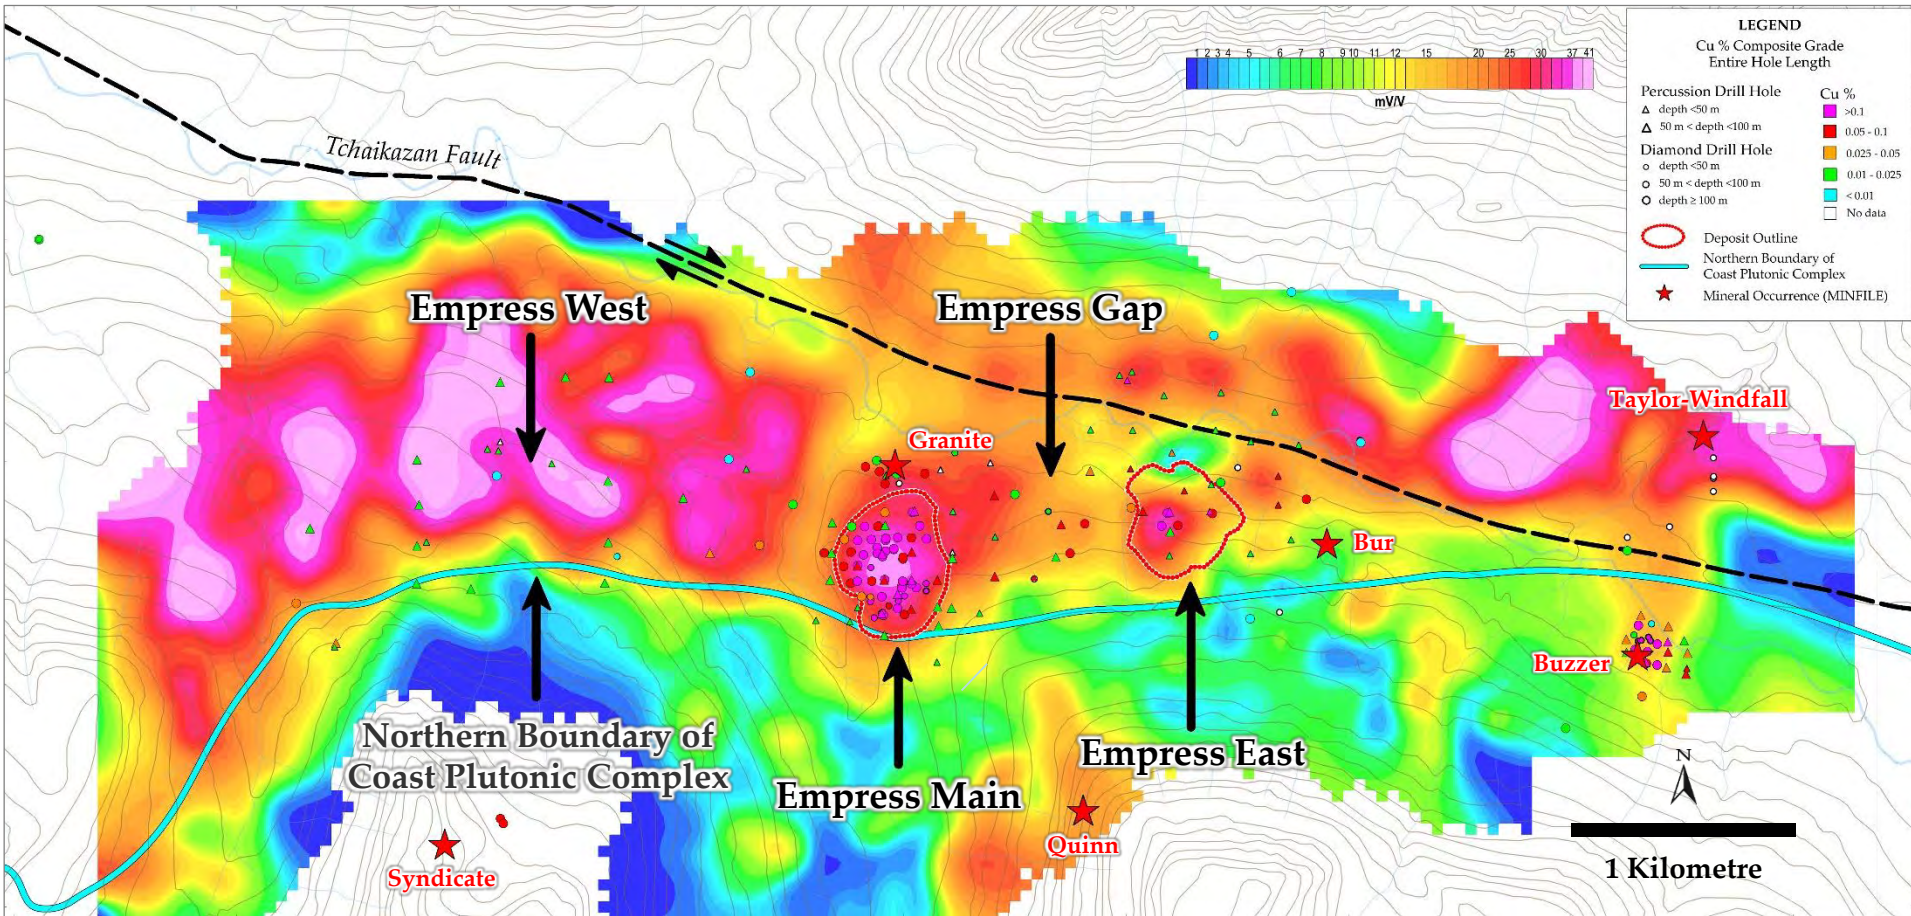 LEGEND
Cu % Composite Grade
Entire Hole Length
Percussion Drill Hole
depth <50 m
50 m < depth <100 m
Diamond Drill Hole
depth <50 m
50 m < depth <100 m
depth ≥ 100 m
Cu %
>0.1
0.05 - 0.1
0.025 - 0.05
0.01 - 0.025
< 0.01
No data
Deposit Outline
Northern Boundary of
Coast Plutonic Complex
Mineral Occurrence (MINFILE)
1 2 3 4 5 6 7 8 9 10 11 12 15 20 25 30 37 41
mV/V
Tchaikazan Fault
Empress West
Empress Gap
Taylor-Windfall
Granite
Bur
Buzzer
Northern Boundary of
Coast Plutonic Complex
Empress Main
Empress East
Quinn
Syndicate
N
1 Kilometre